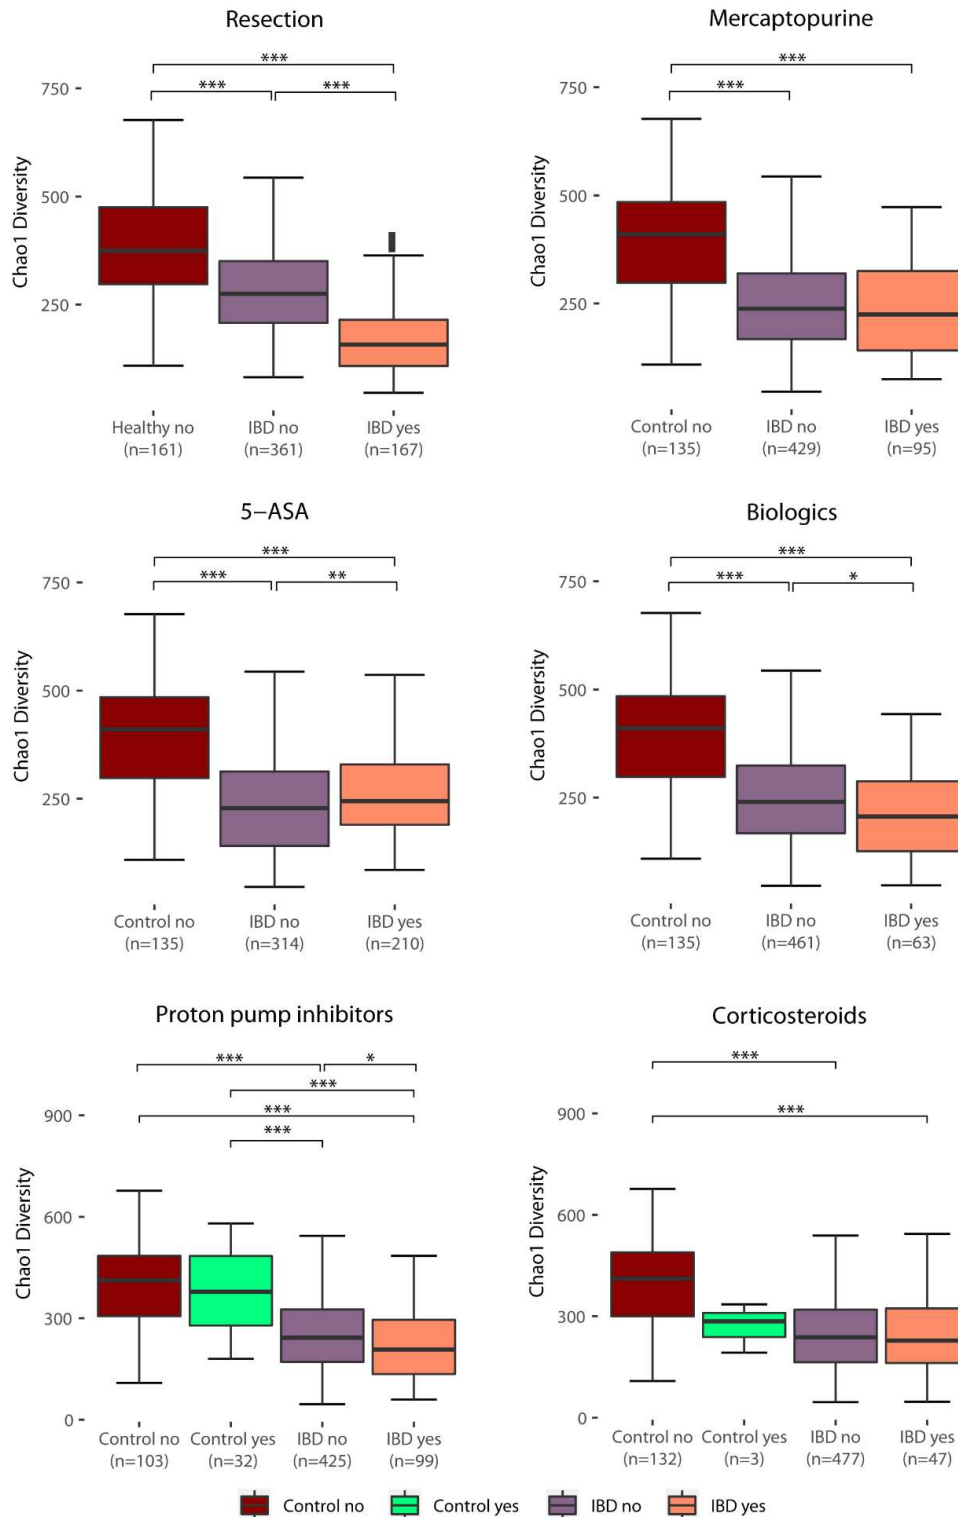 Resection
Mercaptopurine
***
***
***
***
***
750
500
250
Chao1 Diversity
750
500
250
Chao1 Diversity
Healthy no
(n=161)
IBD no
(n=361)
IBD yes
(n=167)
Control no
(n=135)
IBD no
(n=429)
IBD yes
(n=95)
5−ASA
Biologics
***
***
**
***
***
*
750
500
250
Chao1 Diversity
750
500
250
Chao1 Diversity
Control no
(n=135)
IBD no
(n=314)
IBD yes
(n=210)
Control no
(n=135)
IBD no
(n=461)
IBD yes
(n=63)
Proton pump inhibitors
Corticosteroids
***
*
***
***
***
***
***
900
600
300
0
Chao1 Diversity
900
600
300
0
Chao1 Diversity
Control no
(n=103)
Control yes
(n=32)
IBD no
(n=425)
IBD yes
(n=99)
Control no
(n=132)
Control yes
(n=3)
IBD no
(n=477)
IBD yes
(n=47)
Control no
Control yes
IBD no
IBD yes